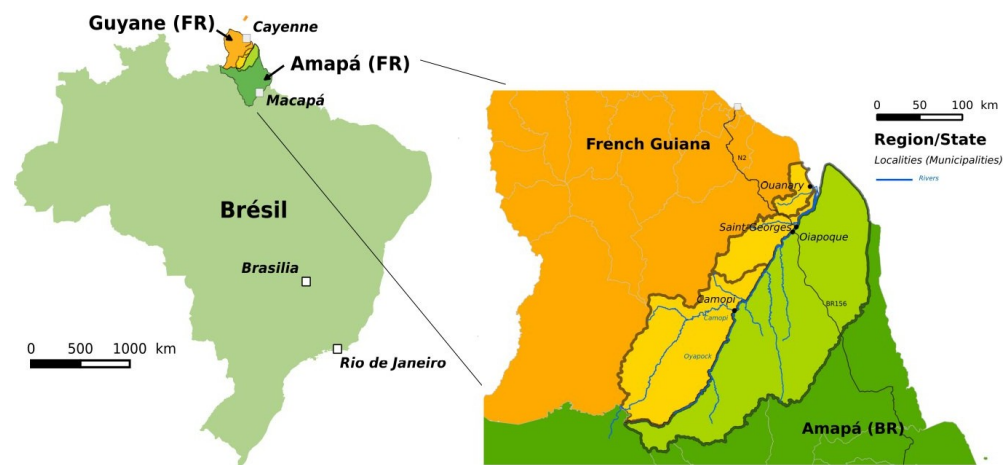 Guyane (FR)
Cayenne
Amapá (FR)
Macapá
Brésil
Brasilia
Rio de Janeiro
0 500 1000 km
French Guiana
N2
Ouanary
Saint-Georges
Oiapoque
Camopi
Camopi
Oyapock
BR156
Amapá (BR)
0 50 100 km
Region/State
Localities (Municipalities)
Rivers